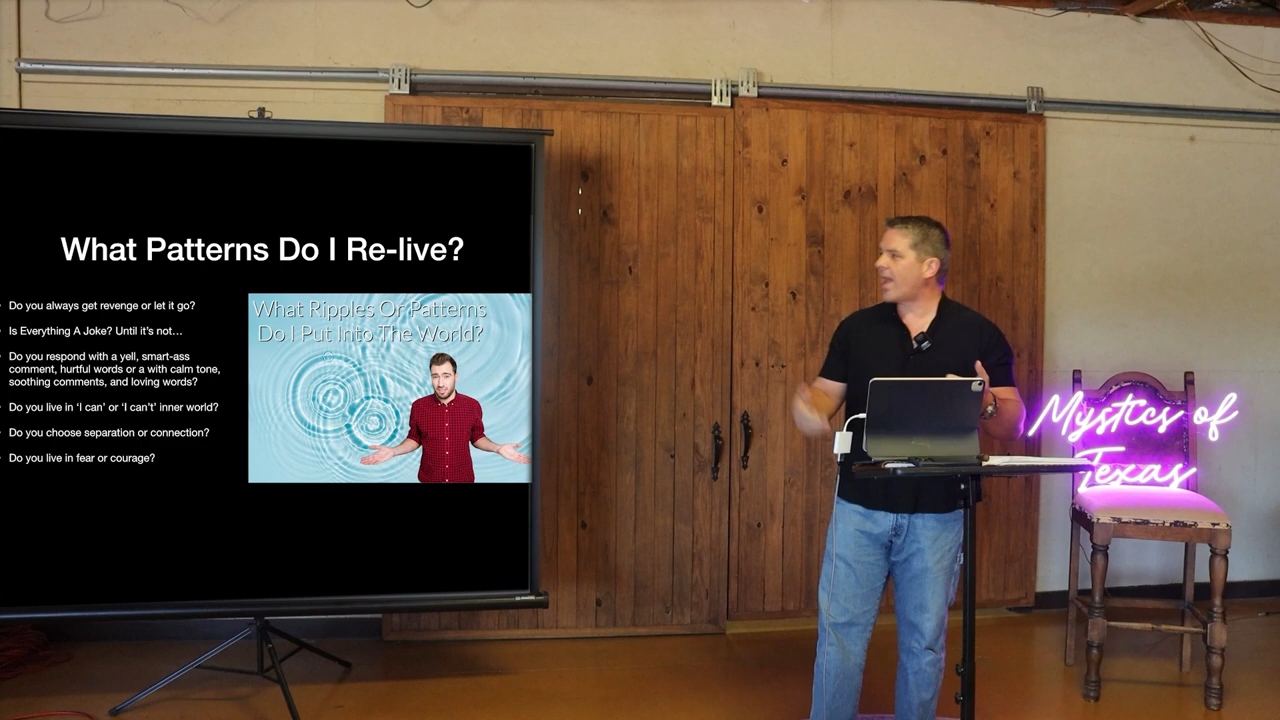 What Patterns Do I Re-live?
Do you always get revenge or let it go?
Is Everything A Joke? Until it's not…
Do you respond with a yell, smart-ass
comment, hurtful words or a with calm tone,
soothing comments, and loving words?
Do you live in 'I can' or 'I can't' inner world?
Do you choose separation or connection?
Do you live in fear or courage?
What Ripples Or Patterns
Do I Put Into The World?
Mystics of
Texas